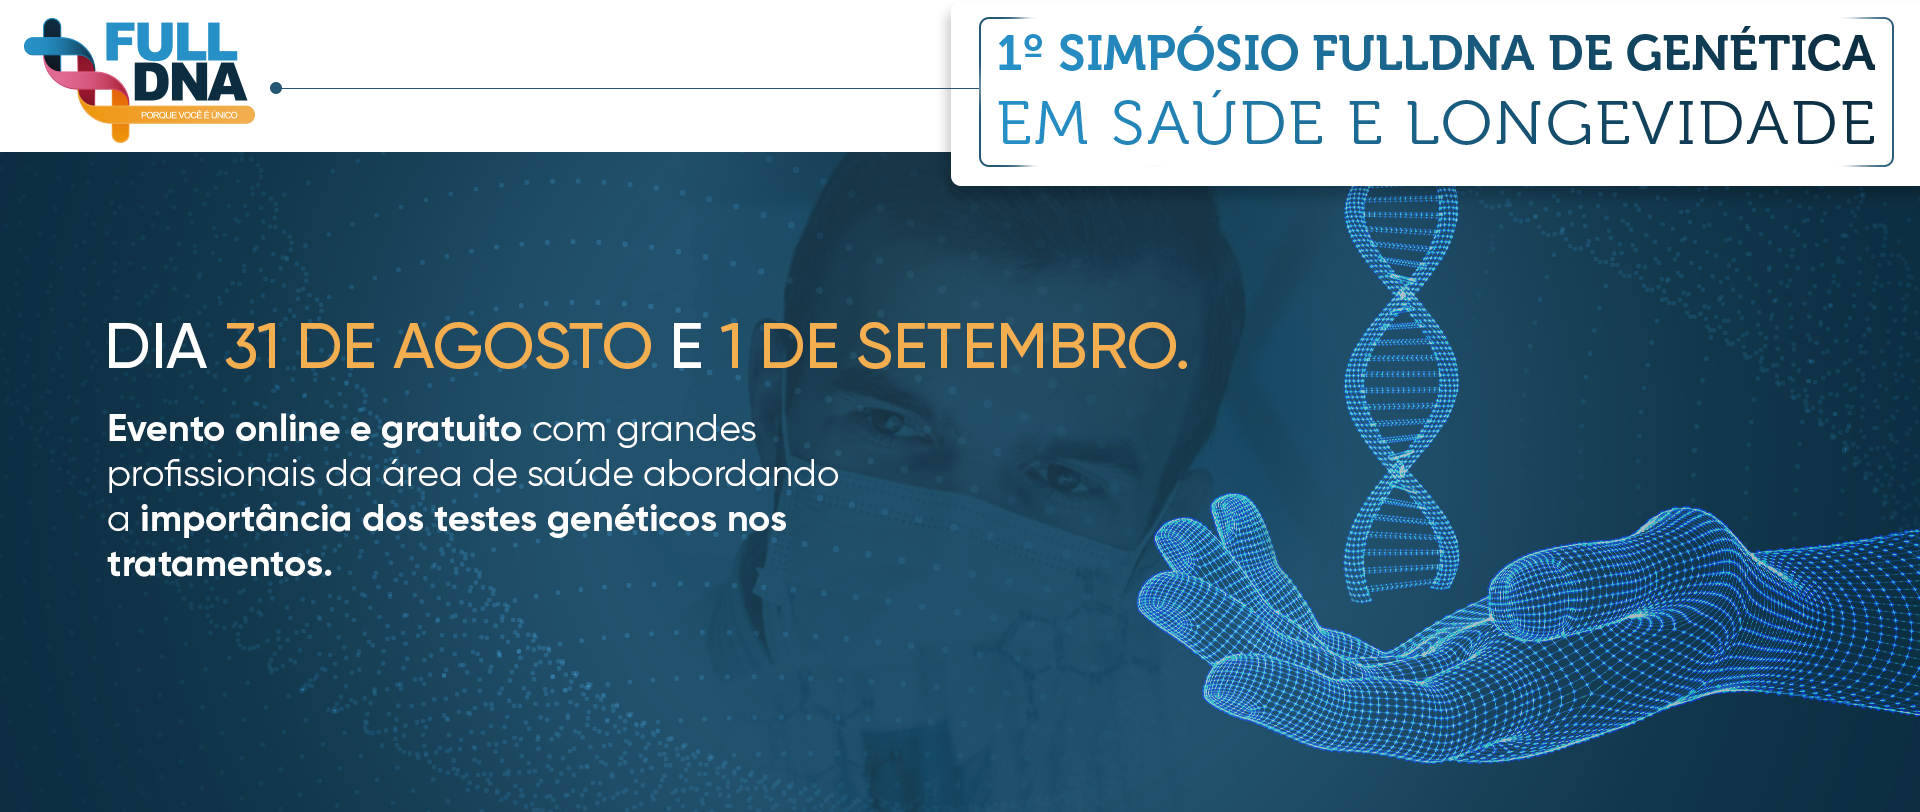 FULL
DNA
PORQUE VOCÊ É ÚNICO
1º SIMPÓSIO FULLDNA DE GENÉTICA
EM SAÚDE E LONGEVIDADE
DIA 31 DE AGOSTO E 1 DE SETEMBRO.
Evento online e gratuito com grandes
profissionais da área de saúde abordando
a importância dos testes genéticos nos
tratamentos.